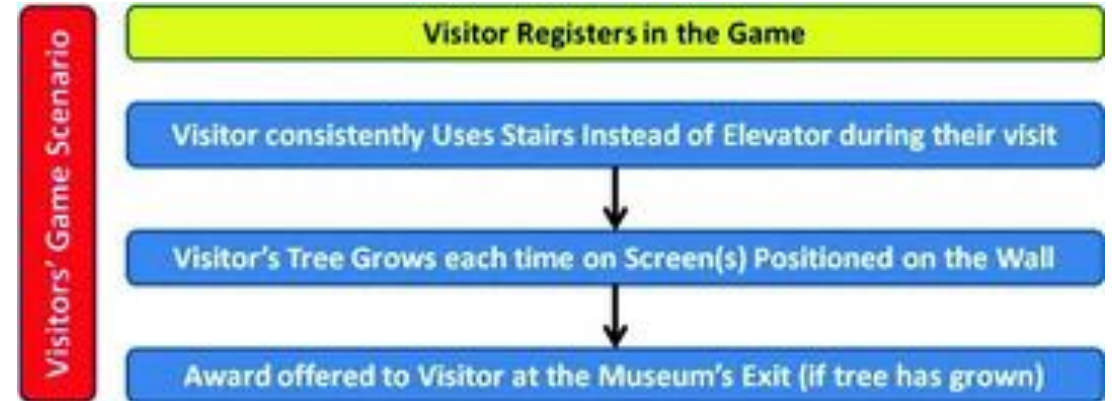 Visitors' Game Scenario
Visitor Registers in the Game
Visitor consistently Uses Stairs Instead of Elevator during their visit
Visitor's Tree Grows each time on Screen(s) Positioned on the Wall
Award offered to Visitor at the Museum's Exit (if tree has grown)